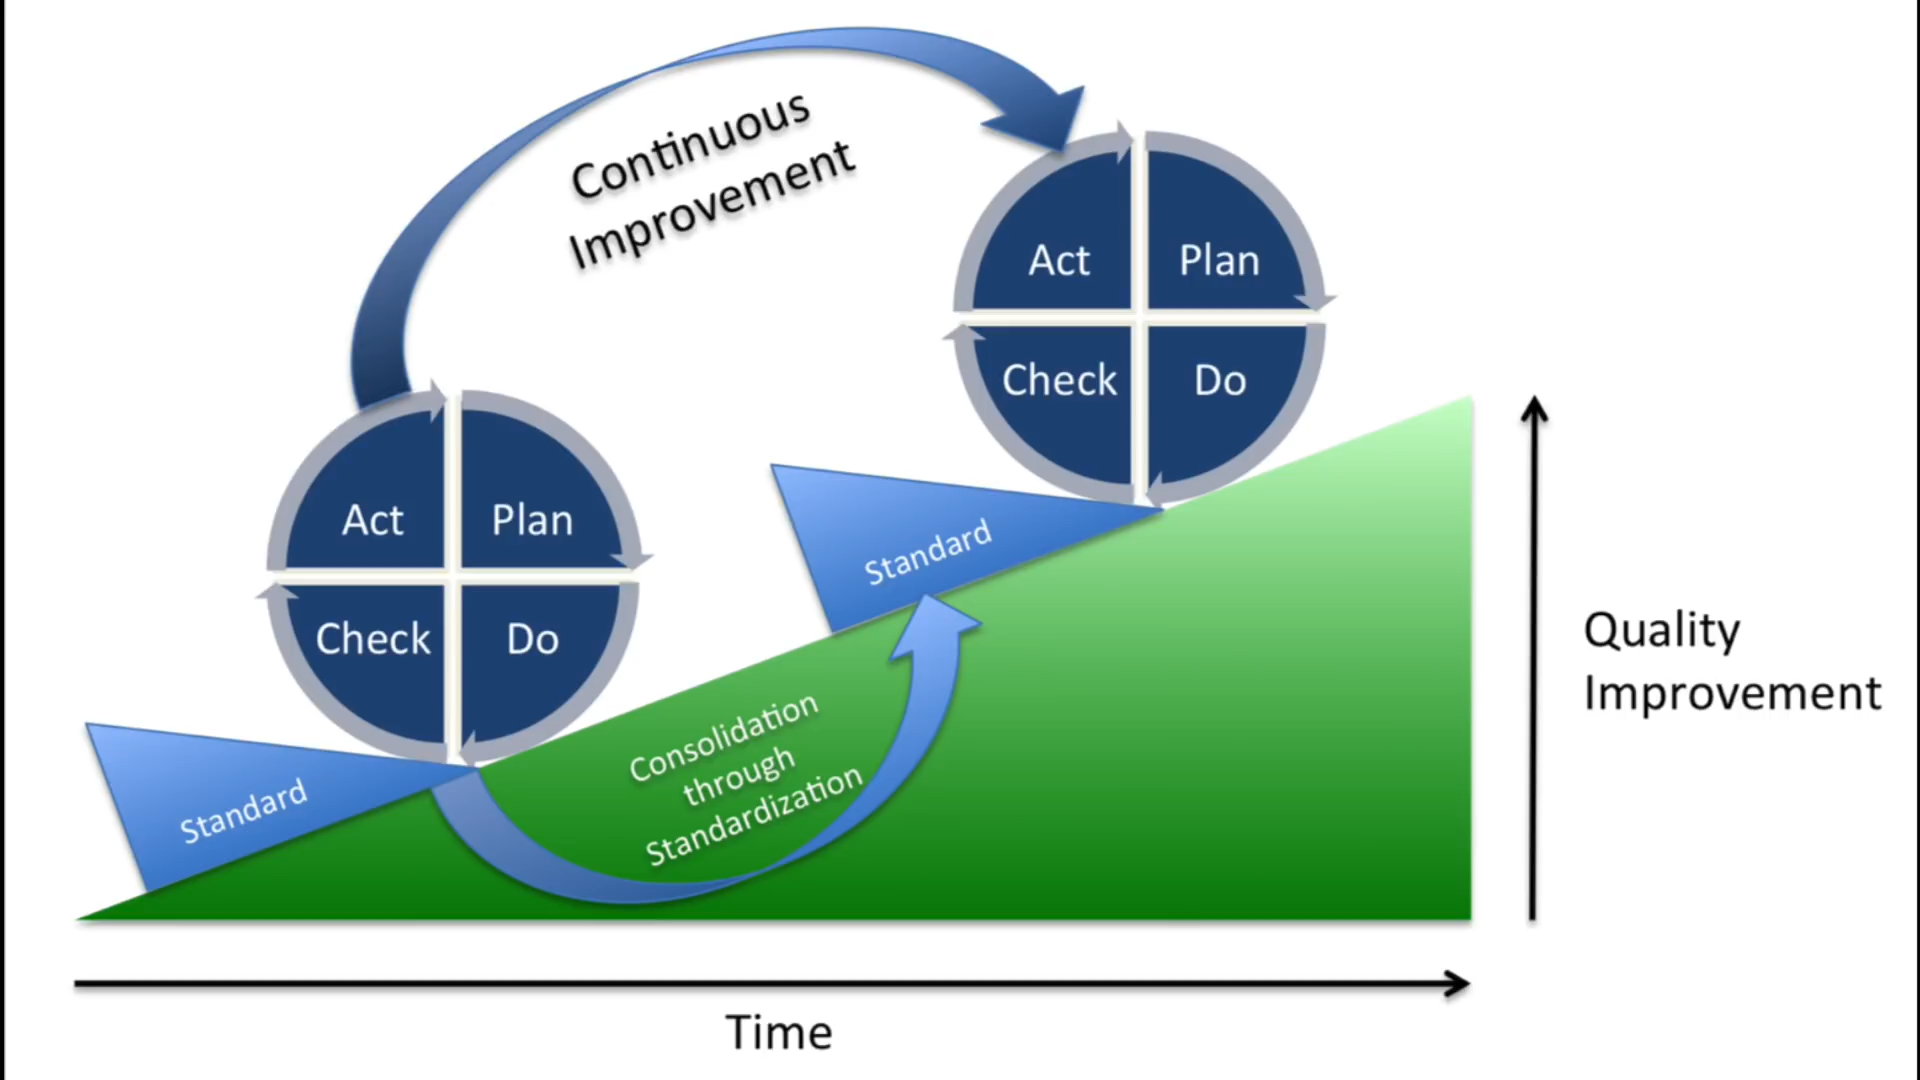 Continuous
Improvement
Act
Plan
Check
Do
Act
Plan
Check
Do
Standard
Standard
Consolidation
through
Standardization
Quality
Improvement
Time